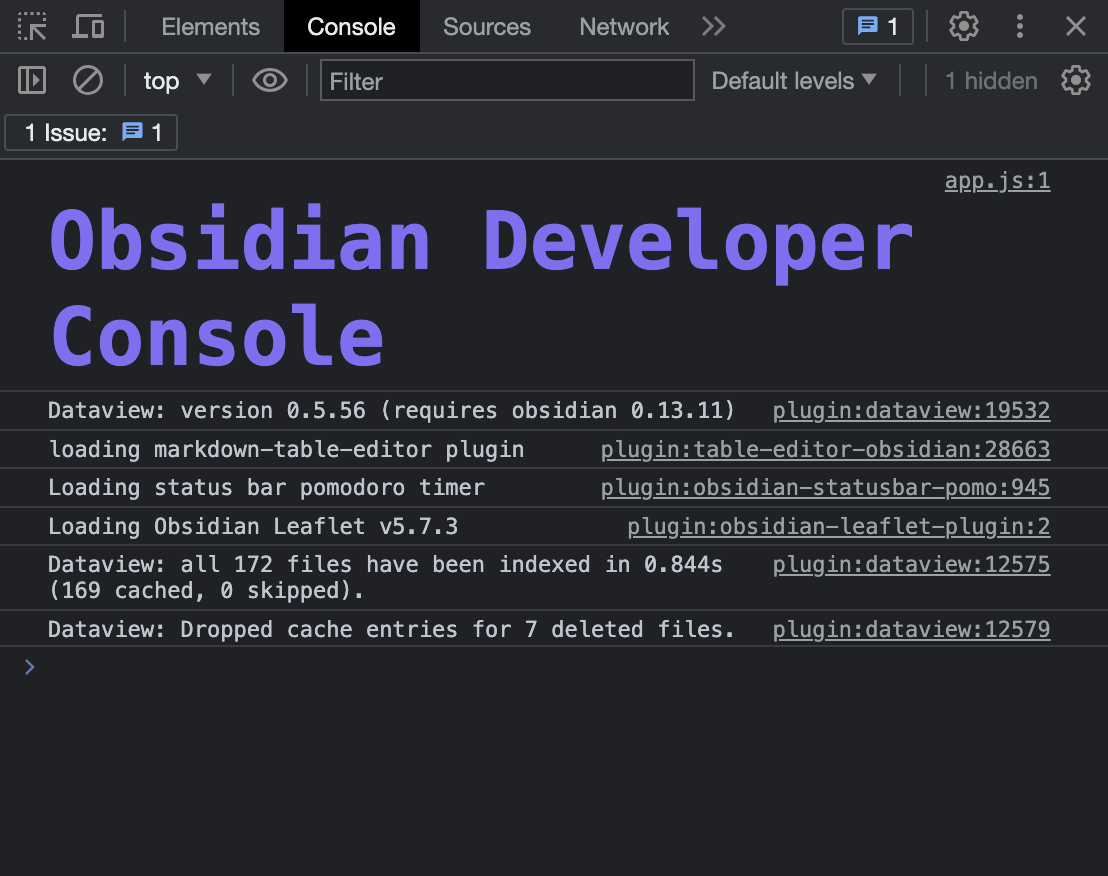 Elements Console Sources Network 1
top Filter Default levels 1 hidden
1 Issue: 1
app.js:1
Obsidian Developer
Console
Dataview: version 0.5.56 (requires obsidian 0.13.11) plugin:dataview:19532
loading markdown-table-editor plugin plugin:table-editor-obsidian:28663
Loading status bar pomodoro timer plugin:obsidian-statusbar-pomo:945
Loading Obsidian Leaflet v5.7.3 plugin:obsidian-leaflet-plugin:2
Dataview: all 172 files have been indexed in 0.844s plugin:dataview:12575
(169 cached, 0 skipped).
Dataview: Dropped cache entries for 7 deleted files. plugin:dataview:12579